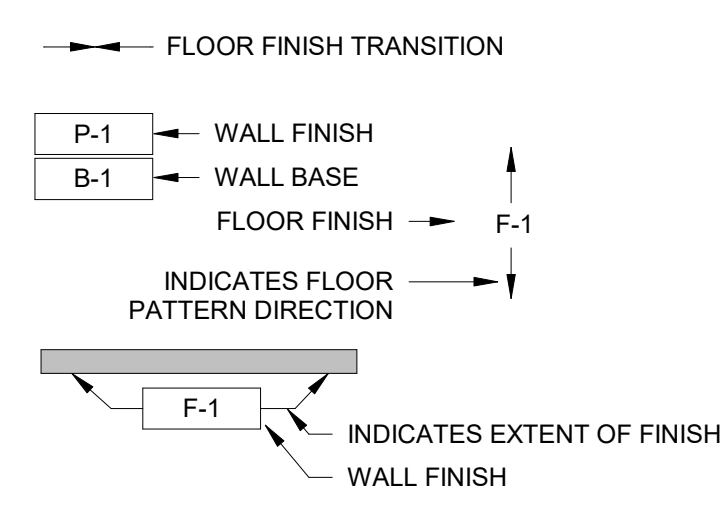 FLOOR FINISH TRANSITION
P-1
WALL FINISH
B-1
WALL BASE
FLOOR FINISH
F-1
INDICATES FLOOR
PATTERN DIRECTION
F-1
INDICATES EXTENT OF FINISH
WALL FINISH